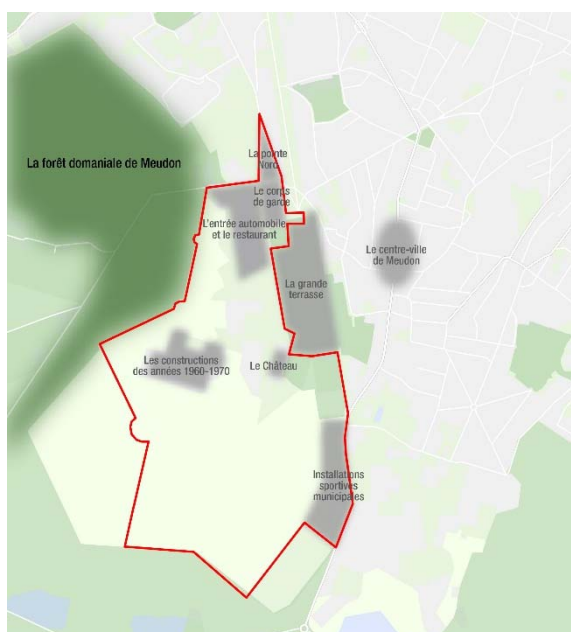 La pointe
Nord
La forêt domaniale de Meudon
Le corps
de garde
L'entrée automobile
et le restaurant
Le centre-ville
de Meudon
La grande
terrasse
Les constructions
des années 1960-1970
Le Château
Installations
sportives
municipales